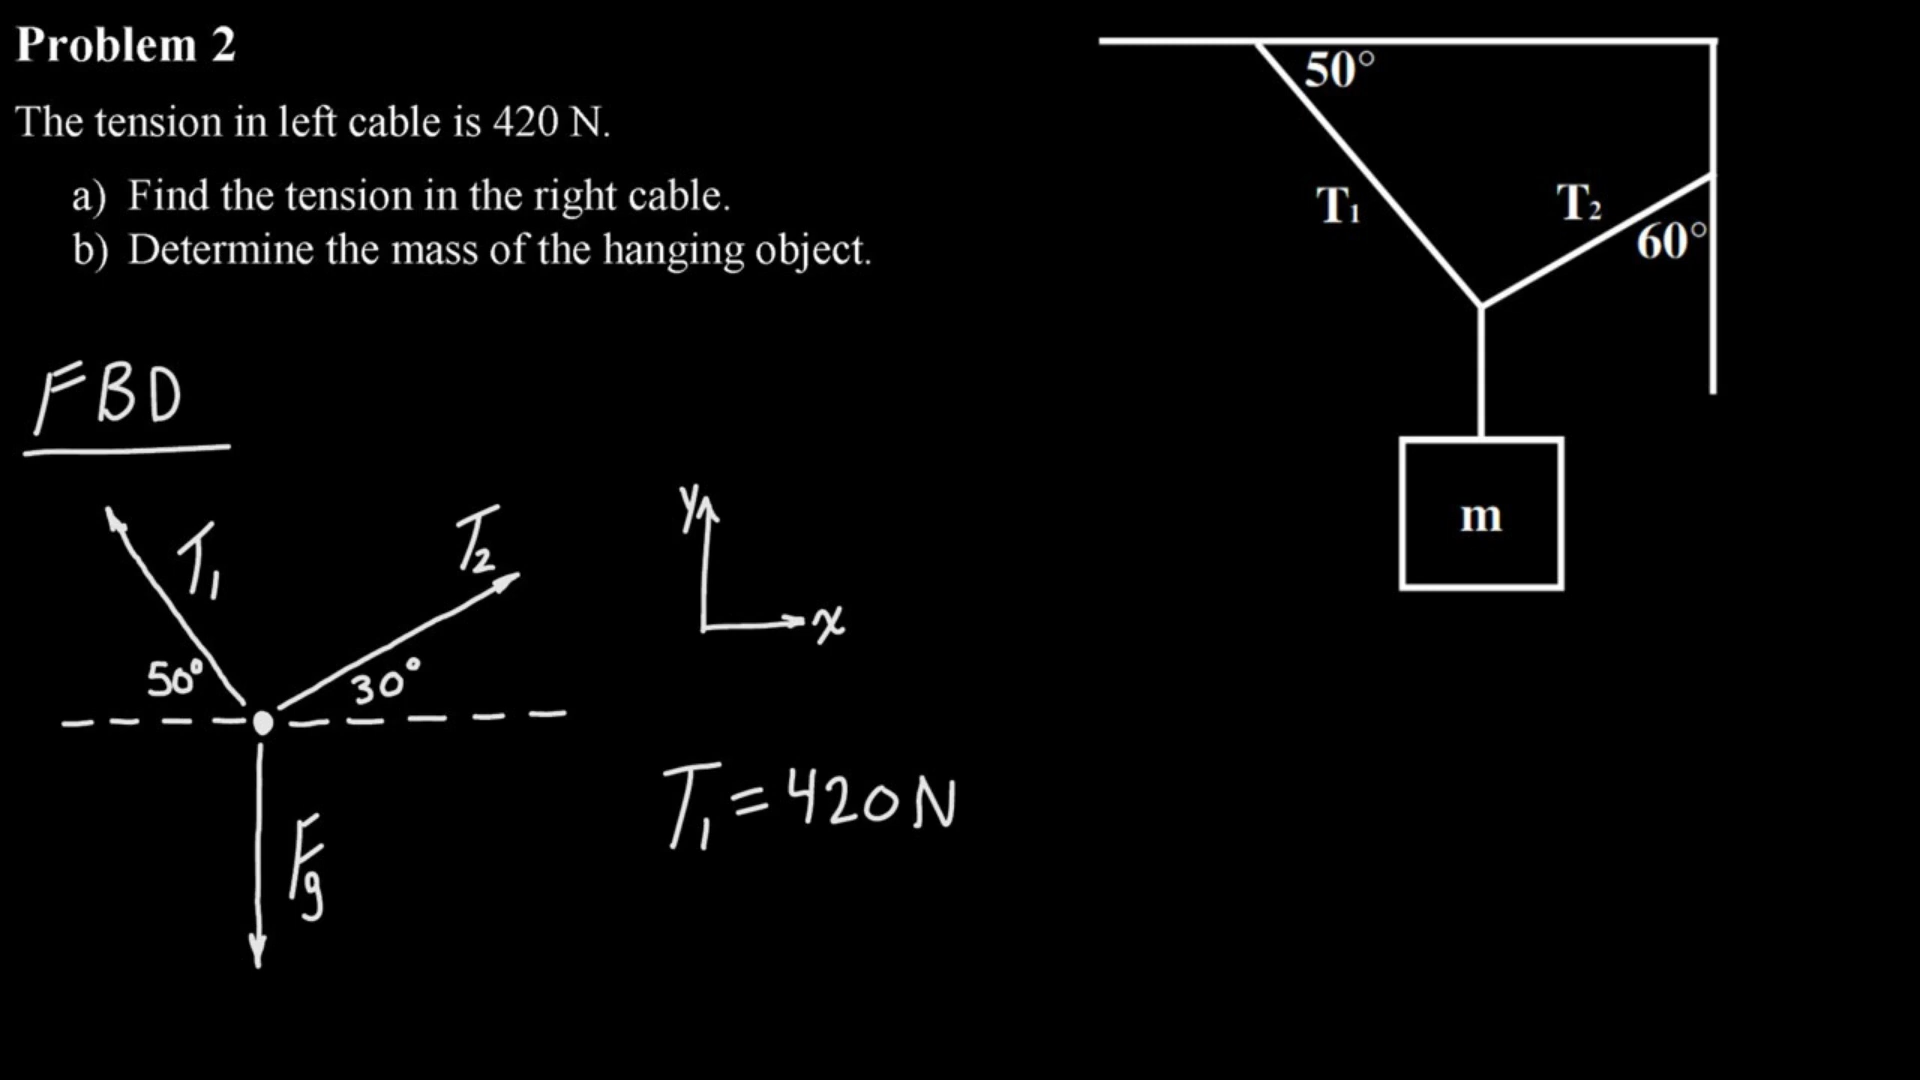 Problem 2
The tension in left cable is 420 N.
a) Find the tension in the right cable.
b) Determine the mass of the hanging object.
50°
T₁
T₂
60°
m
FBD
T₁
T₂
50°
30°
Fg
y
x
T₁ = 420 N